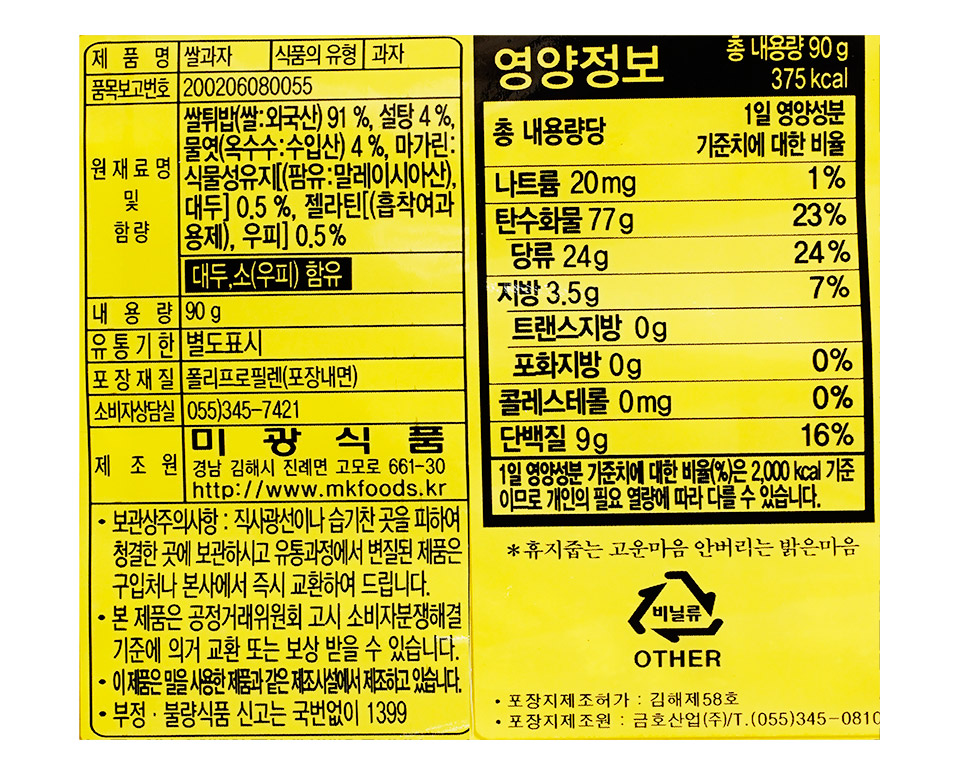 제 품 명 쌀과자 식품의 유형 과자
품목보고번호 200206080055
원재료명 및 함량
쌀튀밥(쌀:외국산) 91 %, 설탕 4 %,
물엿(옥수수:수입산) 4 %, 마가린:
식물성유지[(팜유:말레이시아산),
대두] 0.5 %, 젤라틴[(흡착여과
용제), 우피] 0.5%
대두,소(우피) 함유
내 용 량 90 g
유통기한 별도표시
포장재질 폴리프로필렌(포장내면)
소비자상담실 055)345-7421
제 조 원 미 광 식 품
경남 김해시 진례면 고모로 661-30
http://www.mkfoods.kr
• 보관상주의사항 : 직사광선이나 습기찬 곳을 피하여
청결한 곳에 보관하시고 유통과정에서 변질된 제품은
구입처나 본사에서 즉시 교환하여 드립니다.
• 본 제품은 공정거래위원회 고시 소비자분쟁해결
기준에 의거 교환 또는 보상 받을 수 있습니다.
• 이 제품은 밀을 사용한 제품과 같은 제조시설에서 제조하고 있습니다.
• 부정 · 불량식품 신고는 국번없이 1399
영양정보
총 내용량 90 g
375 kcal
총 내용량당
1일 영양성분
기준치에 대한 비율
나트륨 20mg 1%
탄수화물 77g 23%
당류 24g 24%
지방 3.5g 7%
트랜스지방 0g
포화지방 0g 0%
콜레스테롤 0mg 0%
단백질 9g 16%
1일 영양성분 기준치에 대한 비율(%)은 2,000 kcal 기준
이므로 개인의 필요 열량에 따라 다를 수 있습니다.
*휴지줍는 고운마음 안버리는 밝은마음
비닐류
OTHER
• 포장지제조허가 : 김해제58호
• 포장지제조원 : 금호산업(주)/T.(055)345-0810